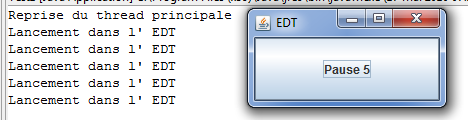 Reprise du thread principale
Lancement dans l' EDT
Lancement dans l' EDT
Lancement dans l' EDT
Lancement dans l' EDT
Lancement dans l' EDT
EDT
Pause 5